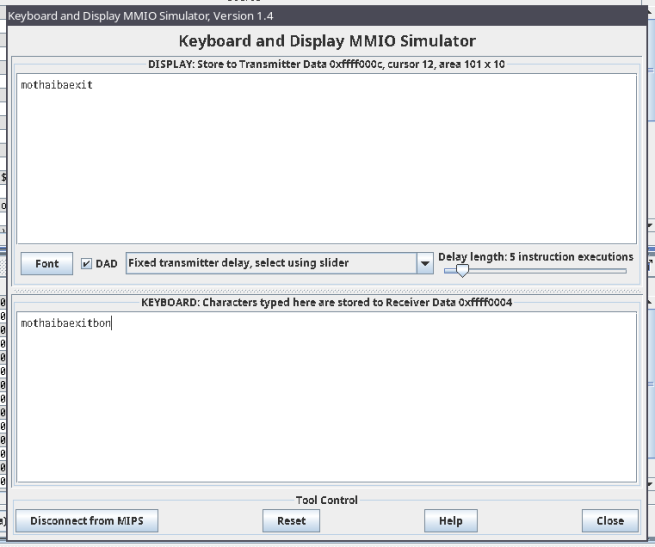 Keyboard and Display MMIO Simulator, Version 1.4
Keyboard and Display MMIO Simulator
DISPLAY: Store to Transmitter Data 0xffff000c, cursor 12, area 101 x 10
mothaibaexit
Font
DAD
Fixed transmitter delay, select using slider
Delay length: 5 instruction executions
KEYBOARD: Characters typed here are stored to Receiver Data 0xffff0004
mothaibaexitbon
Tool Control
Disconnect from MIPS
Reset
Help
Close